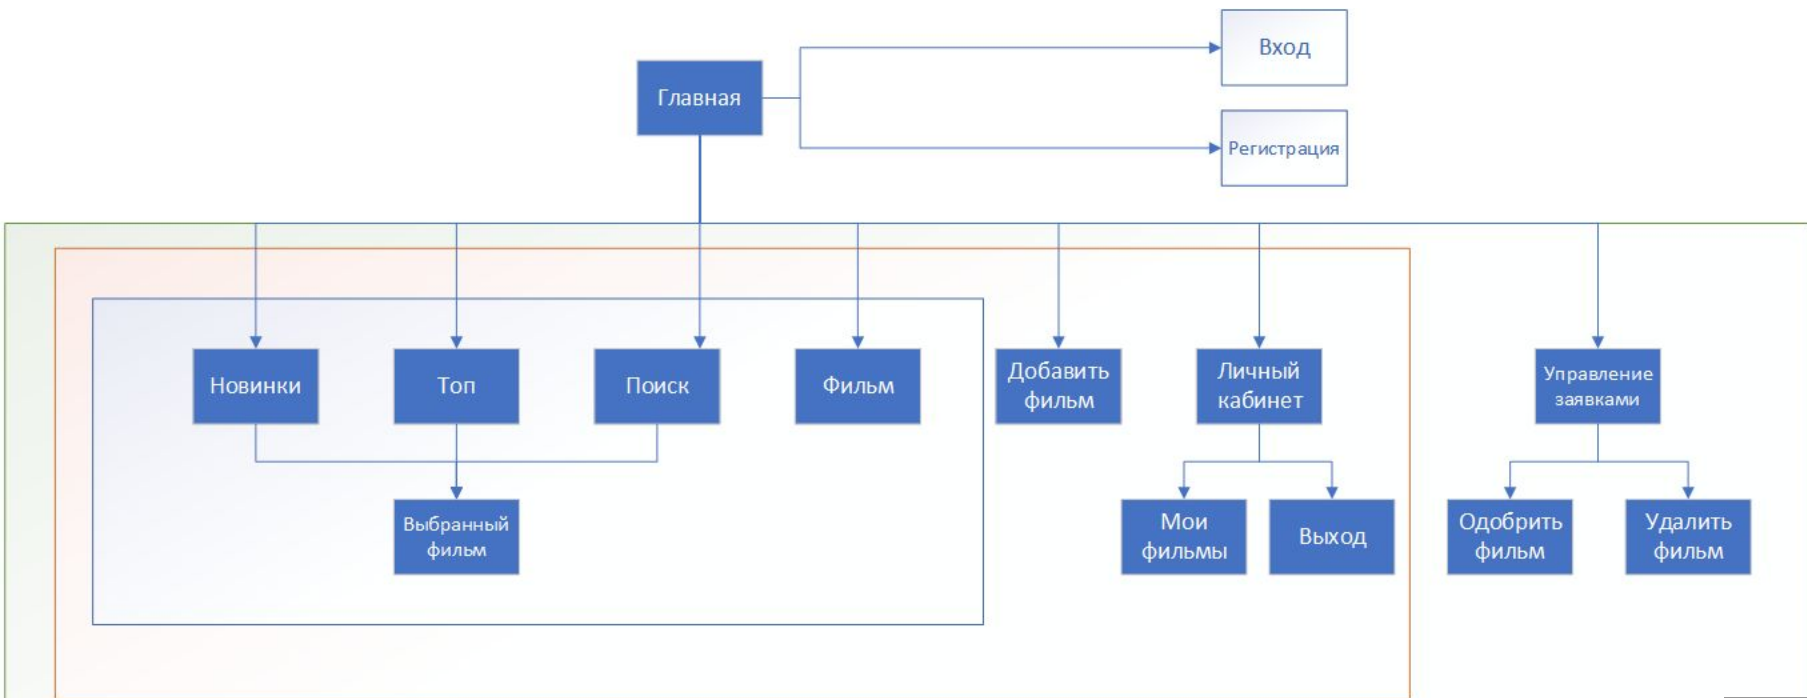 Вход
Главная
Регистрация
Новинки
Топ
Поиск
Фильм
Добавить
фильм
Личный
кабинет
Управление
заявками
Выбранный
фильм
Мои
фильмы
Выход
Одобрить
фильм
Удалить
фильм